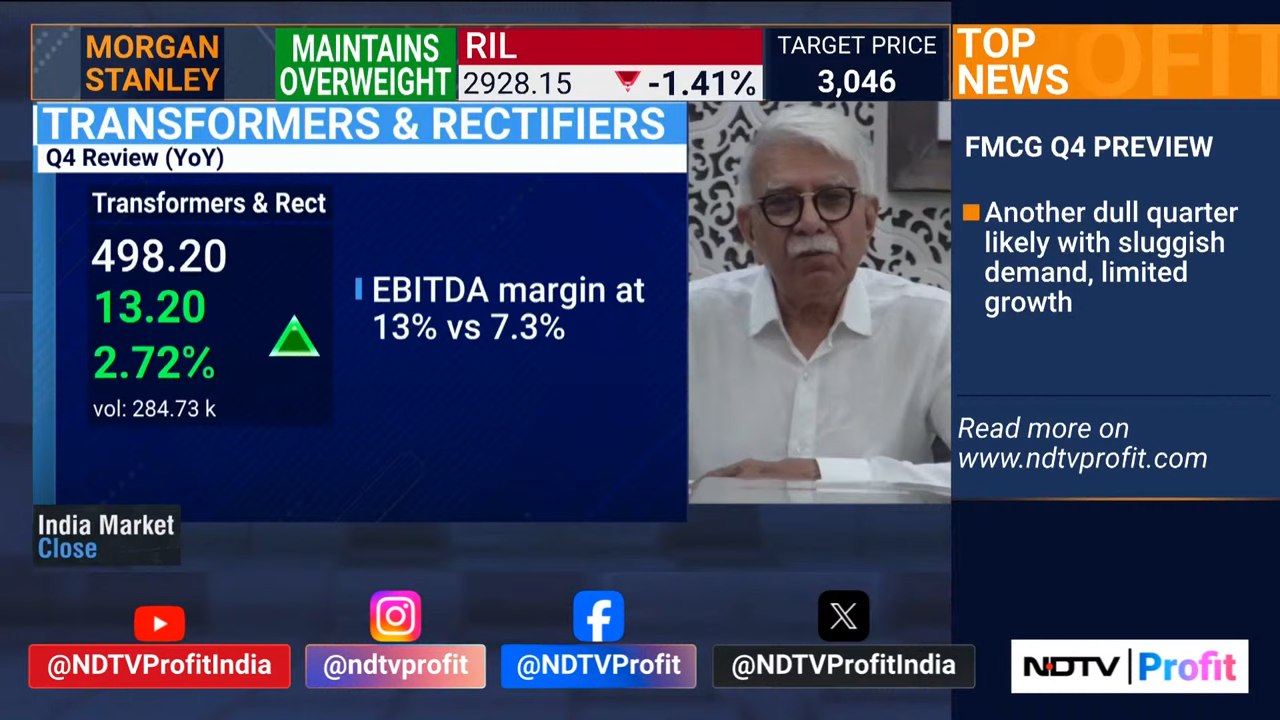 MORGAN
STANLEY
MAINTAINS
OVERWEIGHT
RIL
2928.15 -1.41%
TARGET PRICE
3,046
TOP
NEWS
TRANSFORMERS & RECTIFIERS
Q4 Review (YoY)
Transformers & Rect
498.20
13.20
2.72%
vol: 284.73 k
EBITDA margin at
13% vs 7.3%
FMCG Q4 PREVIEW
Another dull quarter
likely with sluggish
demand, limited
growth
Read more on
www.ndtvprofit.com
India Market
Close
@NDTVProfitIndia
@ndtvprofit
@NDTVProfit
@NDTVProfitIndia
NDTV Profit